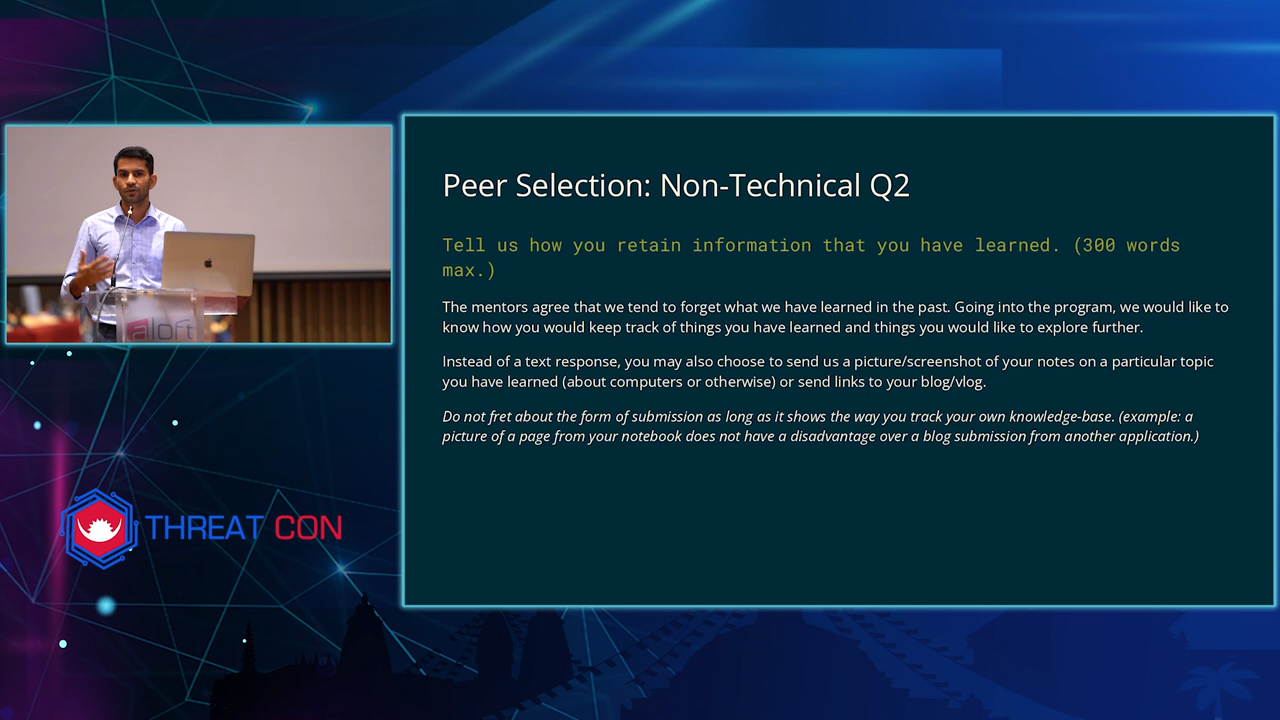 Peer Selection: Non-Technical Q2
Tell us how you retain information that you have learned. (300 words
max.)
The mentors agree that we tend to forget what we have learned in the past. Going into the program, we would like to
know how you would keep track of things you have learned and things you would like to explore further.
Instead of a text response, you may also choose to send us a picture/screenshot of your notes on a particular topic
you have learned (about computers or otherwise) or send links to your blog/vlog.
Do not fret about the form of submission as long as it shows the way you track your own knowledge-base. (example: a
picture of a page from your notebook does not have a disadvantage over a blog submission from another application.)
aloft
THREAT CON